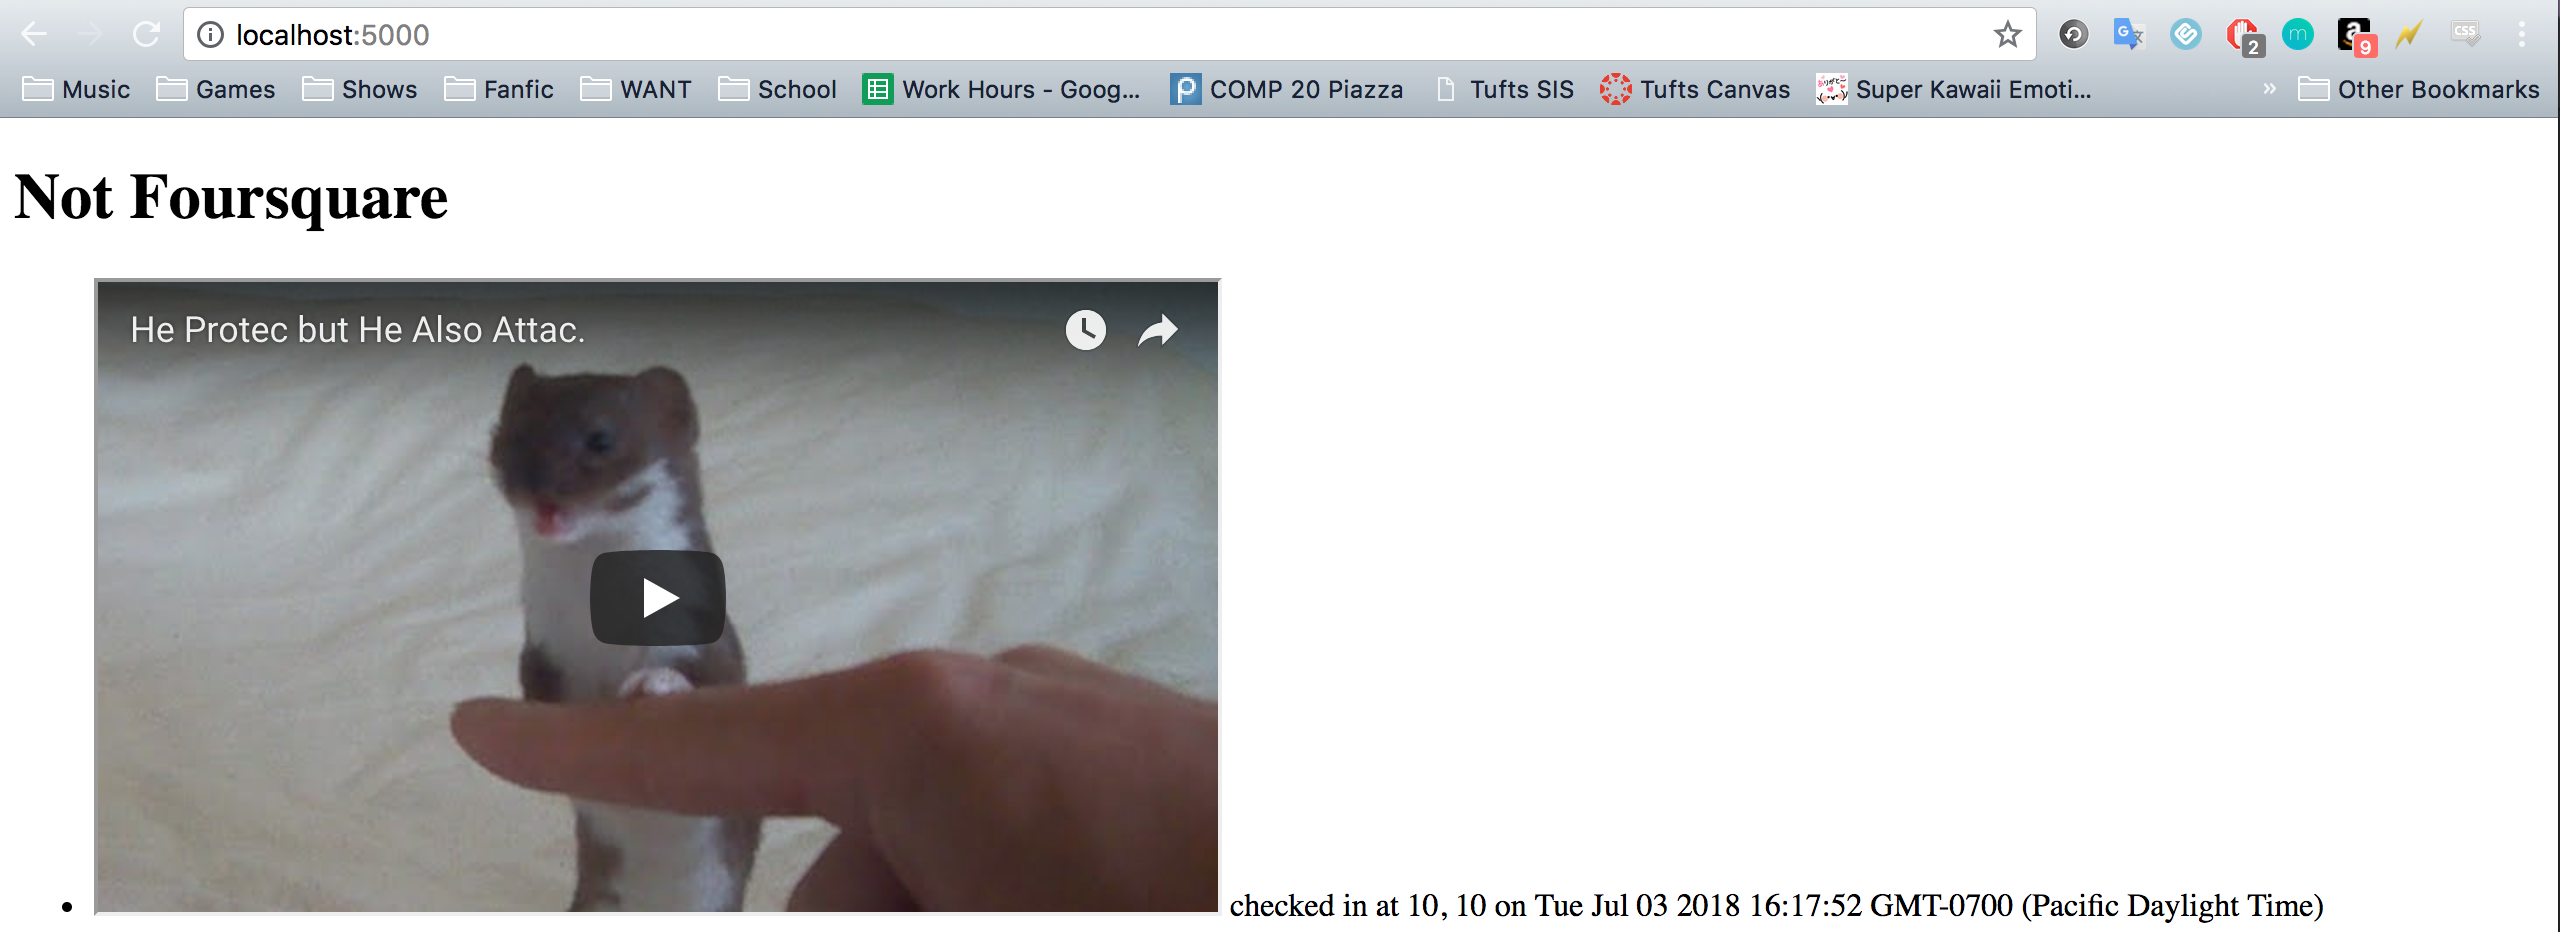 localhost:5000
2
m
a
9
CSS
Music Games Shows Fanfic WANT School Work Hours - Goog... COMP 20 Piazza Tufts SIS Tufts Canvas Super Kawaii Emoti... » Other Bookmarks
Not Foursquare
He Protec but He Also Attac.
• checked in at 10, 10 on Tue Jul 03 2018 16:17:52 GMT-0700 (Pacific Daylight Time)